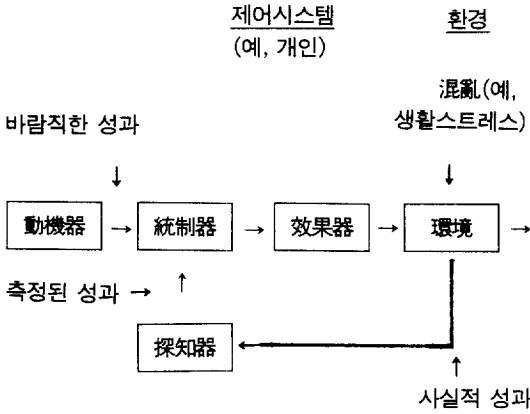 제어시스템
(예, 개인)
환경
混亂(예,
생활스트레스)
바람직한 성과
↓
↓
動機器 → 統制器 → 效果器 → 環境 →
측정된 성과 →
↑
探知器
↑
사실적 성과